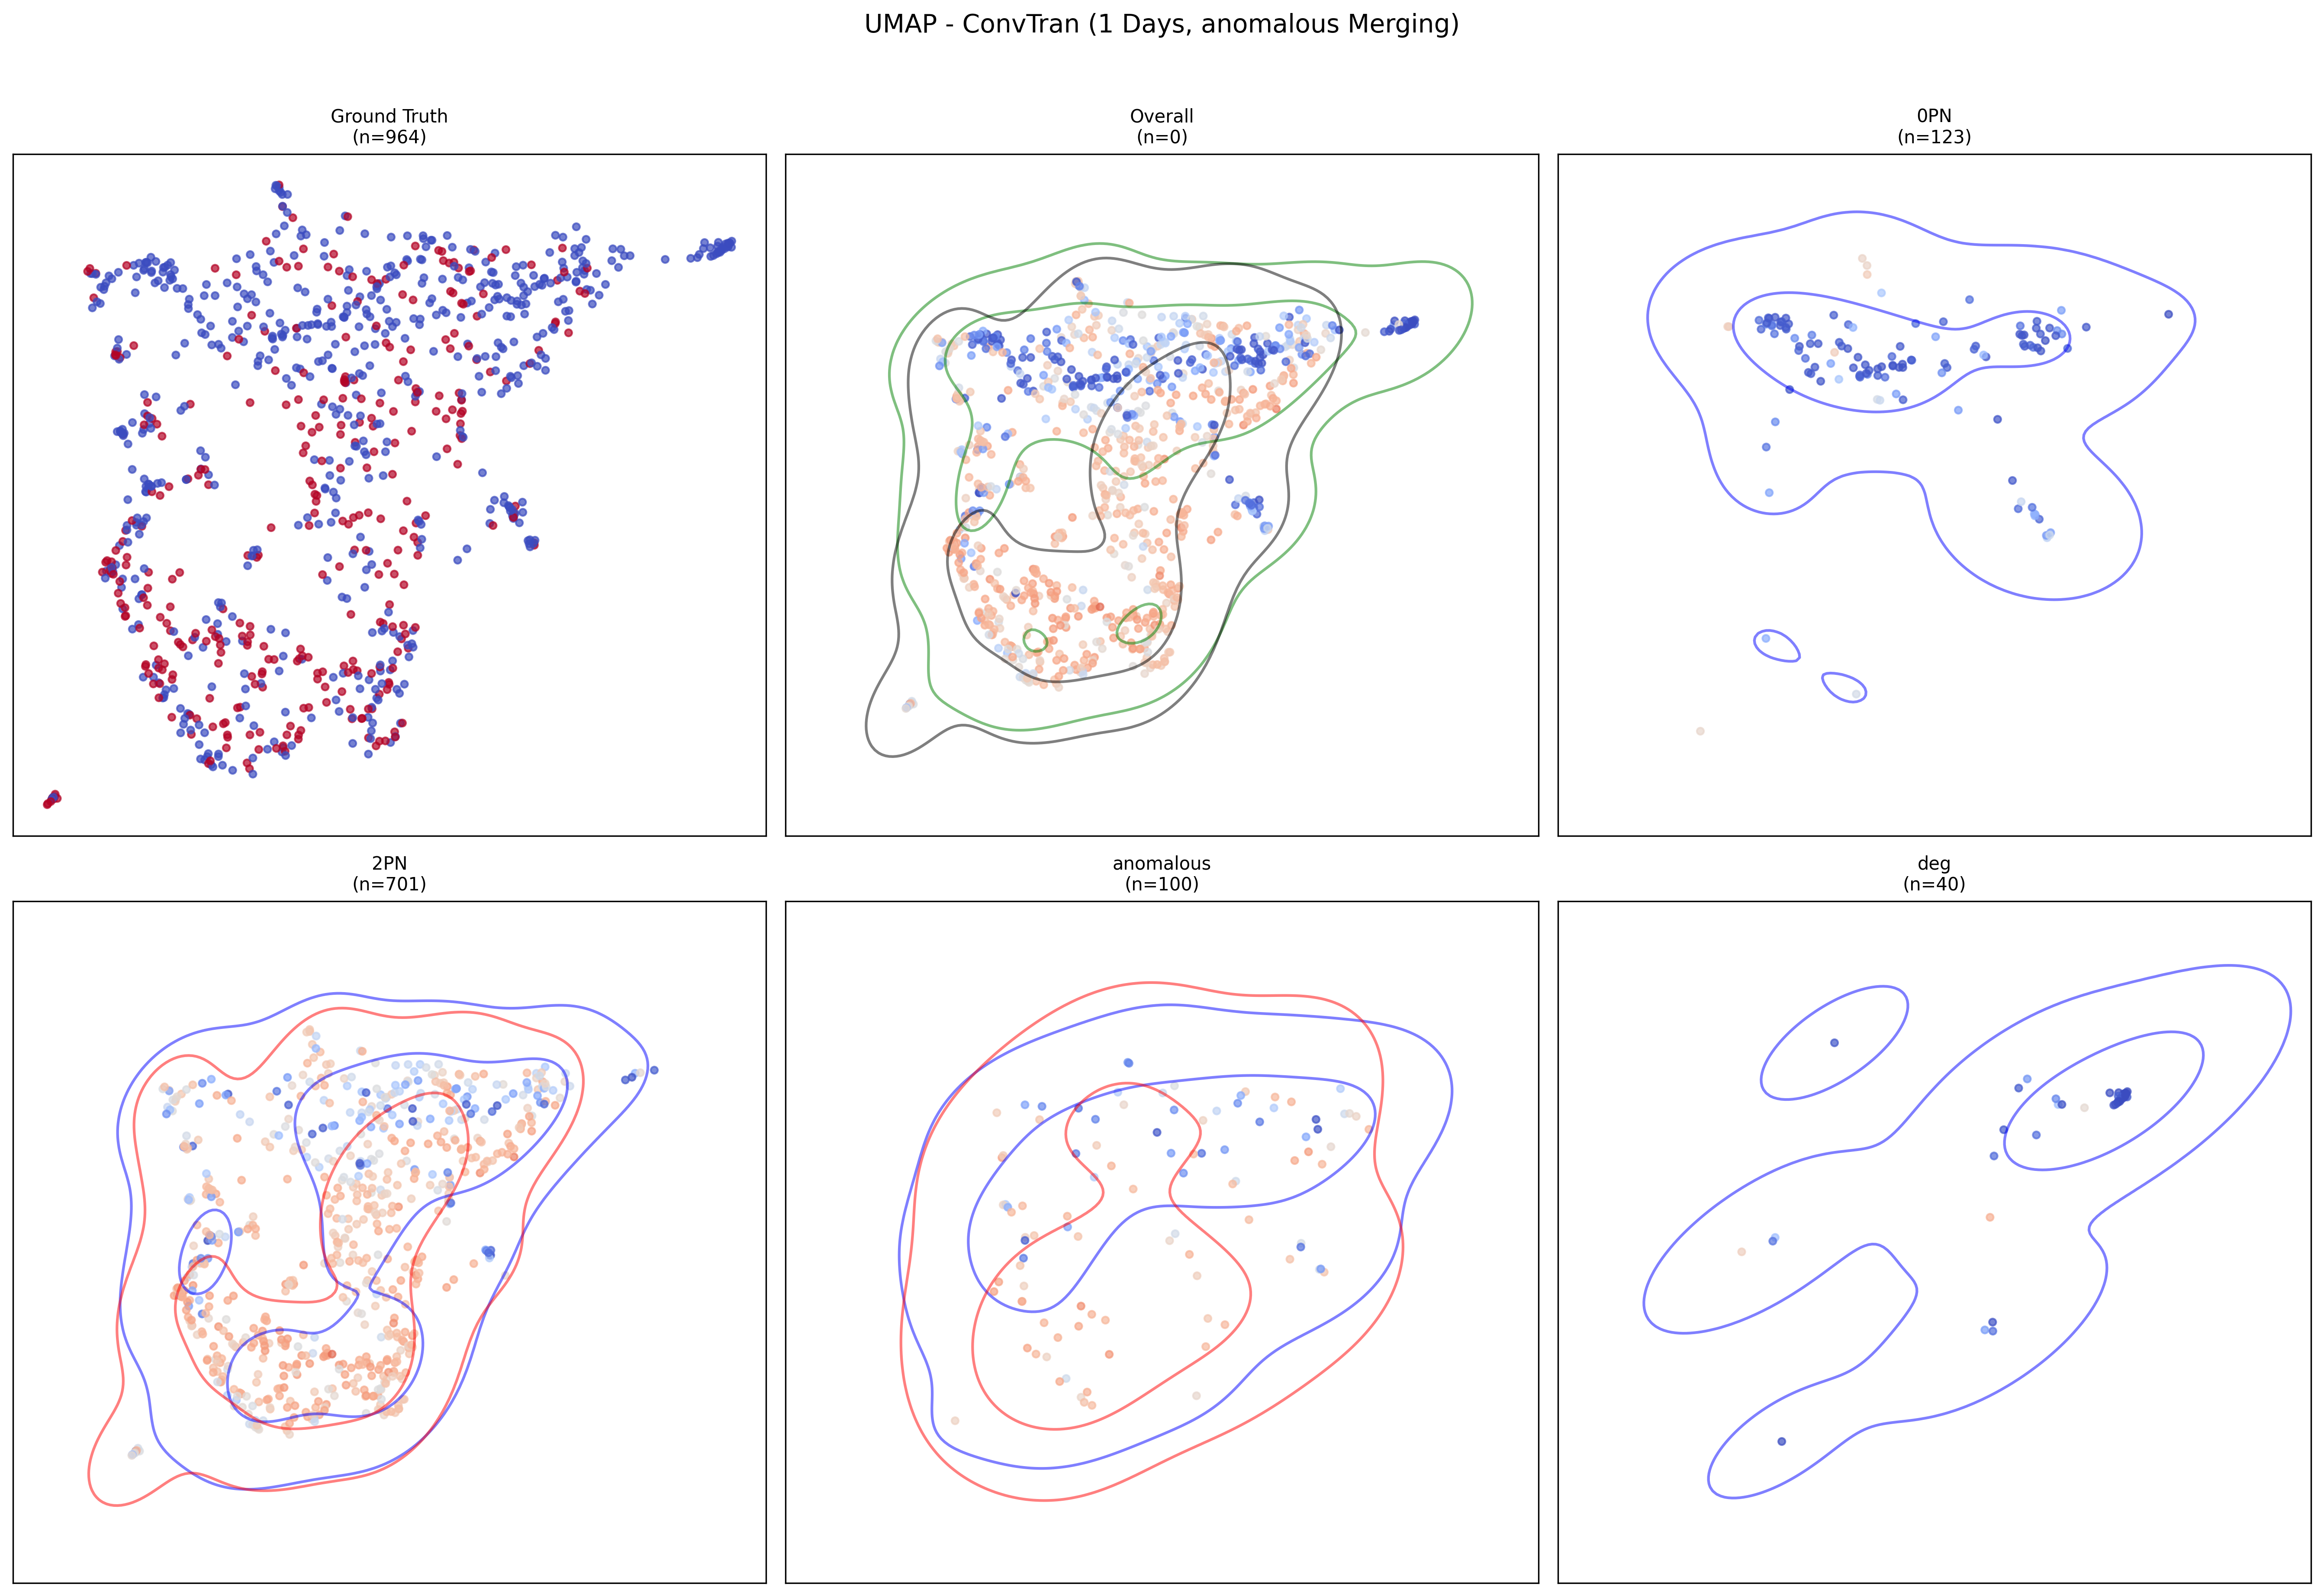 UMAP - ConvTran (1 Days, anomalous Merging)
Ground Truth
(n=964)
Overall
(n=0)
0PN
(n=123)
2PN
(n=701)
anomalous
(n=100)
deg
(n=40)